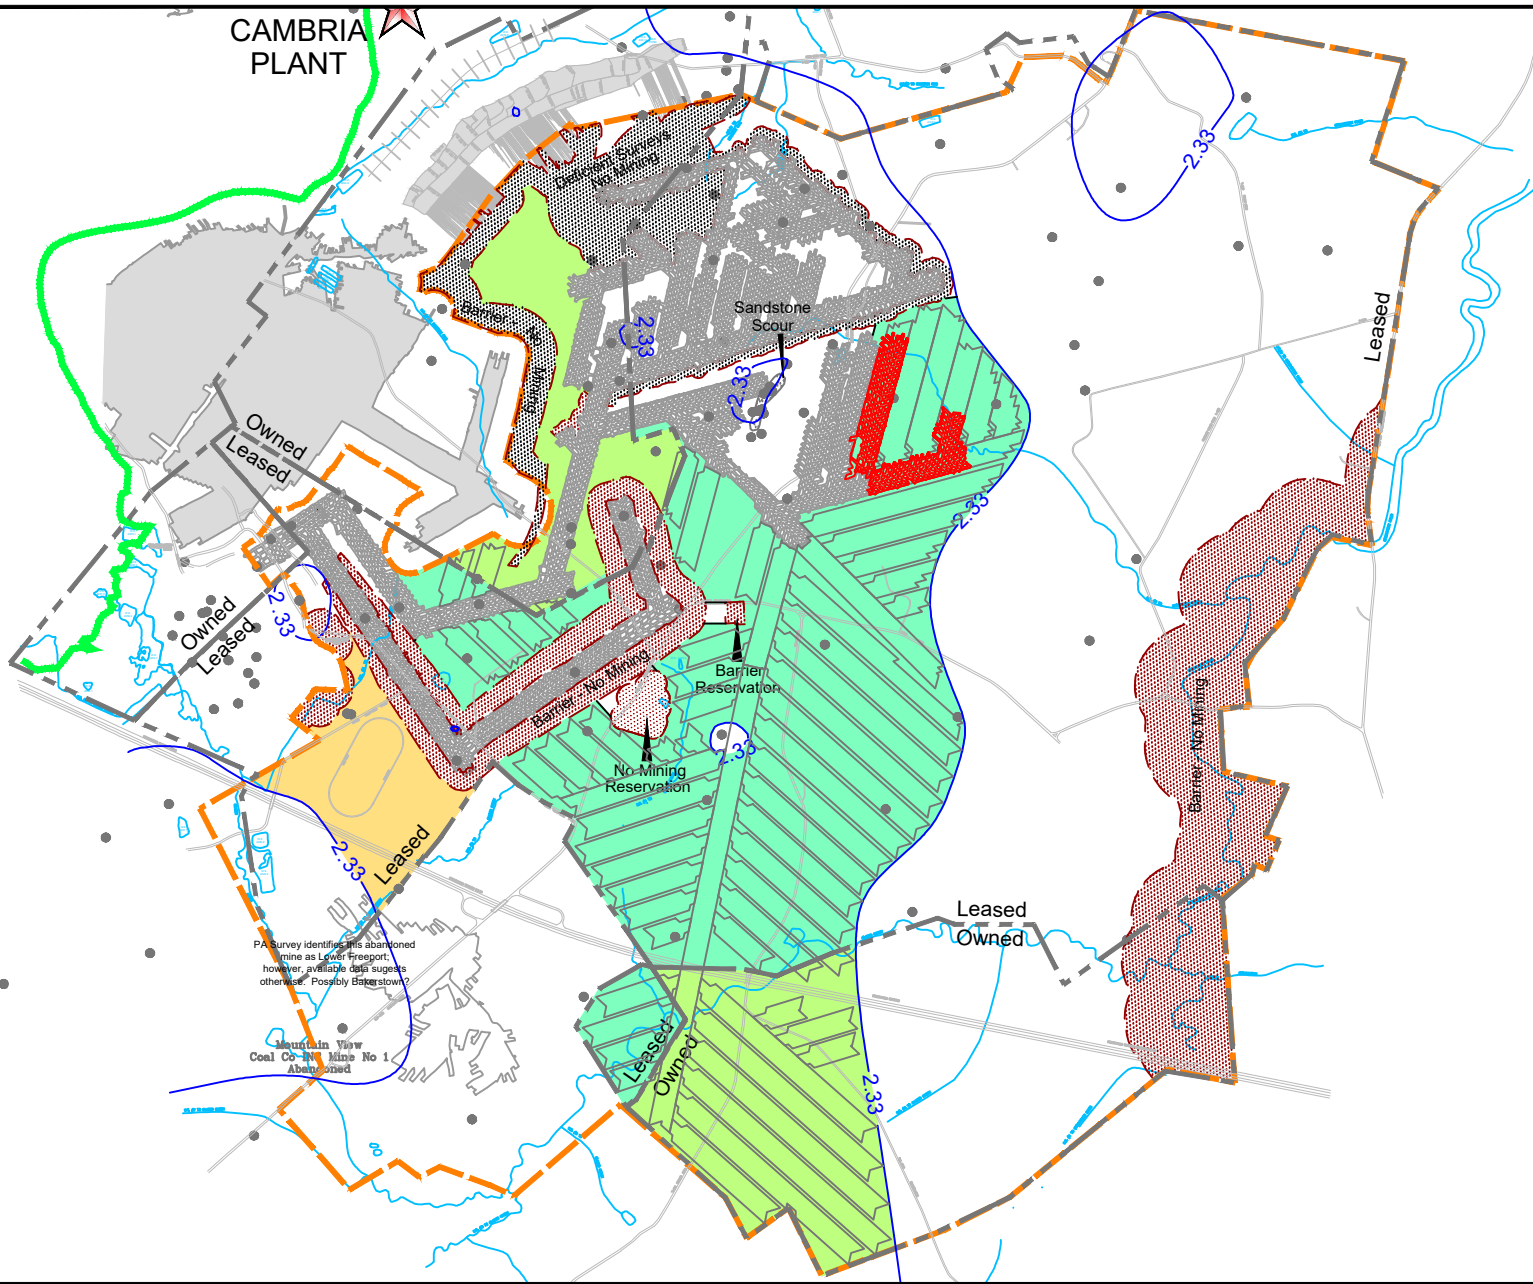 CAMBRIA
PLANT
Deficient Surveys
No Mining
2.33
Barrier - No Mining
Sandstone
Scour
2.33
2.33
Leased
Owned
Leased
2.33
2.33
Owned
Leased
Barrier
Reservation
Barrier - No Mining
2.33
No Mining
Reservation
Barrier - No Mining
2.33
Leased
Leased
Owned
PA Survey identifies this abandoned
mine as Lower Freeport;
however, available data sugests
otherwise. Possibly Bakerstown?
Mountain View
Coal Co INC Mine No 1
Abandoned
Leased
Owned
2.33